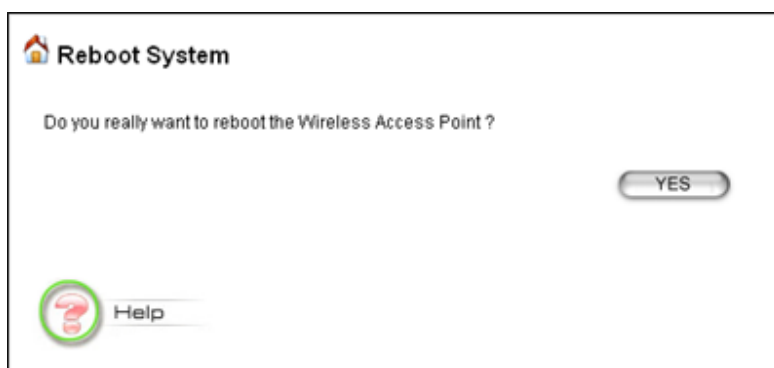 Reboot System
Do you really want to reboot the Wireless Access Point ?
YES
Help